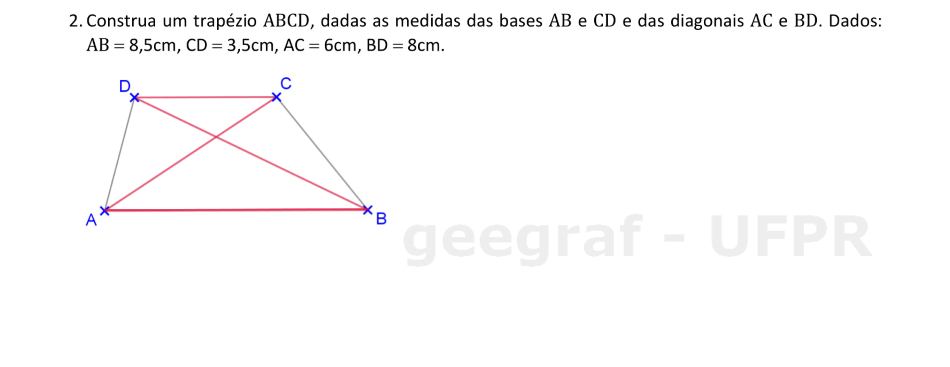 2. Construa um trapézio ABCD, dadas as medidas das bases AB e CD e das diagonais AC e BD. Dados:
AB = 8,5cm, CD = 3,5cm, AC = 6cm, BD = 8cm.
D C
A B
geegraf - UFPR